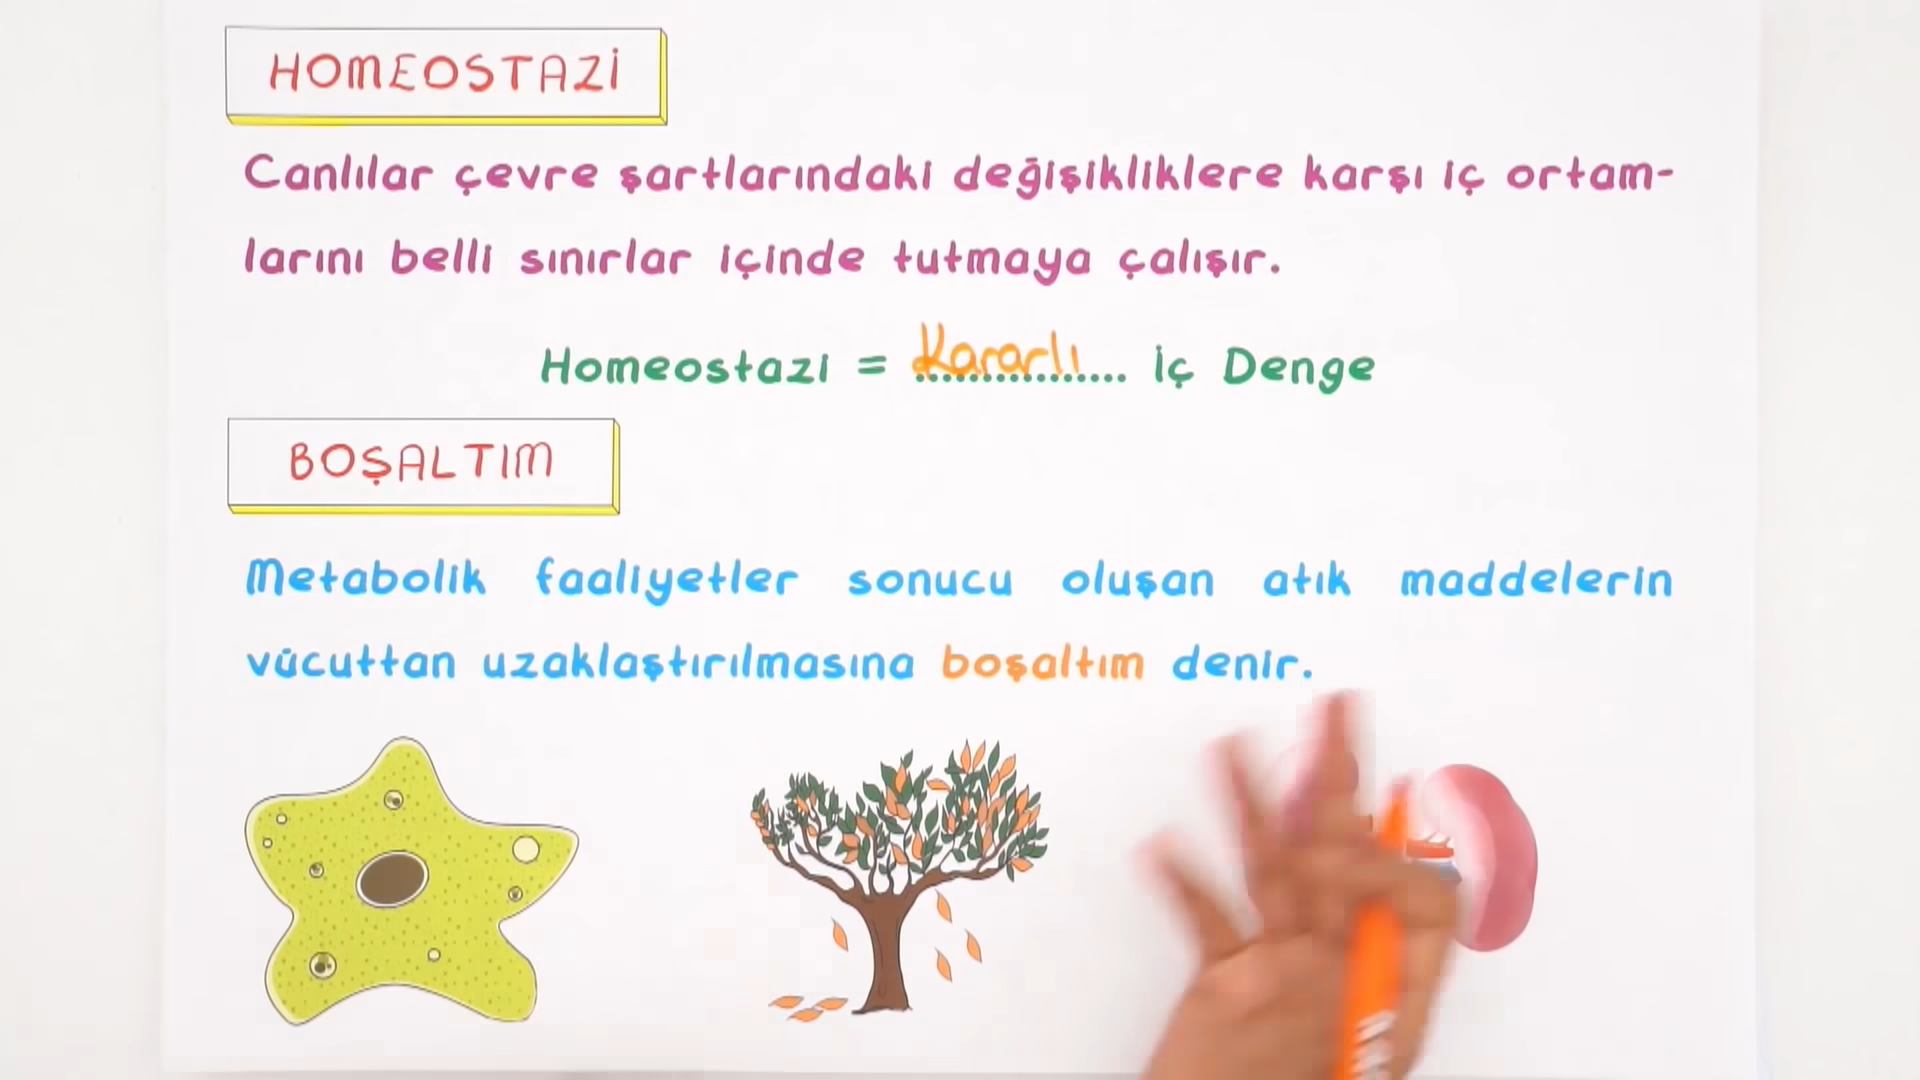 HOMEOSTAZİ
Canlılar çevre şartlarındaki değişikliklere karşı iç ortam-
larını belli sınırlar içinde tutmaya çalışır.
Homeostazi = Kararlı................ İç Denge
BOŞALTIM
Metabolik faaliyetler sonucu oluşan atık maddelerin
vücuttan uzaklaştırılmasına boşaltım denir.